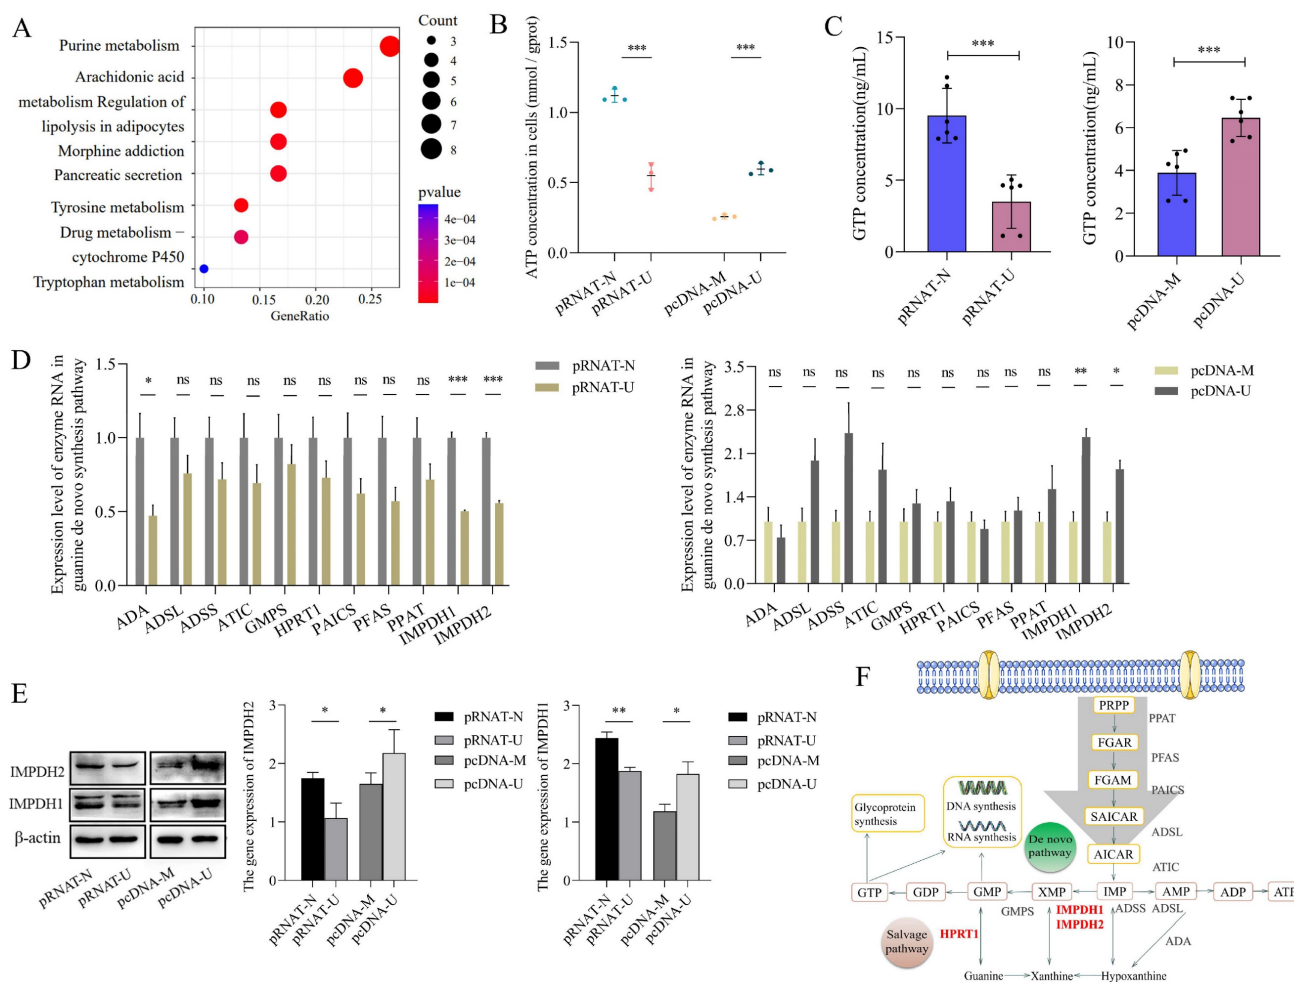 A
Purine metabolism
Arachidonic acid
metabolism Regulation of
lipolysis in adipocytes
Morphine addiction
Pancreatic secretion
Tyrosine metabolism
Drug metabolism −
cytochrome P450
Tryptophan metabolism
0.10 0.15 0.20 0.25
GeneRatio
Count
3
4
5
6
7
8
pvalue
4e−04
2e−04
1e−04
B
ATP concentration in cells (mmol / gprot)
1.5
1.0
0.5
0.0
*** ***
pRNAT-N
pRNAT-U
pcDNA-M
pcDNA-U
C
GTP concentration(ng/mL)
15
10
5
0
***
pRNAT-N
pRNAT-U
GTP concentration(ng/mL)
10
8
6
4
2
0
***
pcDNA-M
pcDNA-U
D
Expression level of enzyme RNA in
guanine de novo synthesis pathway
1.5
1.0
0.5
0.0
* ns ns ns ns ns ns ns ns *** ***
pRNAT-N
pRNAT-U
ADA
ADSL
ADSS
ATIC
GMPS
HPRT1
PAICS
PFAS
PPAT
IMPDH1
IMPDH2
Expression level of enzyme RNA in
guanine de novo synthesis pathway
3.5
2.8
2.1
1.4
0.7
0.0
ns ns ns ns ns ns ns ns ns ** *
pcDNA-M
pcDNA-U
ADA
ADSL
ADSS
ATIC
GMPS
HPRT1
PAICS
PFAS
PPAT
IMPDH1
IMPDH2
E
IMPDH2
IMPDH1
β-actin
pRNAT-N
pRNAT-U
pcDNA-M
pcDNA-U
The gene expression of IMPDH2
3
2
1
0
* *
pRNAT-N
pRNAT-U
pcDNA-M
pcDNA-U
pRNAT-N
pRNAT-U
pcDNA-M
pcDNA-U
The gene expression of IMPDH1
3
2
1
0
** *
pRNAT-N
pRNAT-U
pcDNA-M
pcDNA-U
pRNAT-N
pRNAT-U
pcDNA-M
pcDNA-U
F
PRPP
PPAT
FGAR
PFAS
FGAM
PAICS
SAICAR
ADSL
AICAR
ATIC
Glycoprotein
synthesis
DNA synthesis
RNA synthesis
De novo
pathway
GTP GDP GMP XMP IMP AMP ADP ATP
GMPS
IMPDH1
IMPDH2
ADSS ADSL
HPRT1
ADA
Salvage
pathway
Guanine Xanthine Hypoxanthine